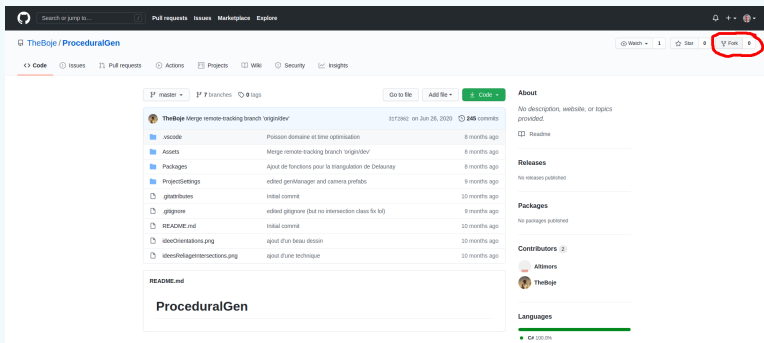 Search or jump to... /
Pull requests Issues Marketplace Explore
TheBoje / ProceduralGen
Watch 1 Star 0 Fork 0
Code Issues Pull requests Actions Projects Wiki Security Insights
master 7 branches 0 tags Go to file Add file Code
TheBoje Merge remote-tracking branch 'origin/dev' on Jun 26, 2020 245 commits
.vscode Poisson domaine et time optimisation 8 months ago
Assets Merge remote-tracking branch 'origin/dev' 8 months ago
Packages Ajout de fonctions pour la triangulation de Delaunay 8 months ago
ProjectSettings edited genManager and camera prefabs 9 months ago
.gitattributes Initial commit 10 months ago
.gitignore edited gitignore (but no intersection class fix lol) 9 months ago
README.md Initial commit 10 months ago
ideeOrientations.png ajout d'un beau dessin 10 months ago
ideesReliageIntersections.png ajout d'une technique 10 months ago
README.md
ProceduralGen
About
No description, website, or topics
provided.
Readme
Releases
No releases published
Packages
No packages published
Contributors 2
Altimors
TheBoje
Languages
C# 100.0%